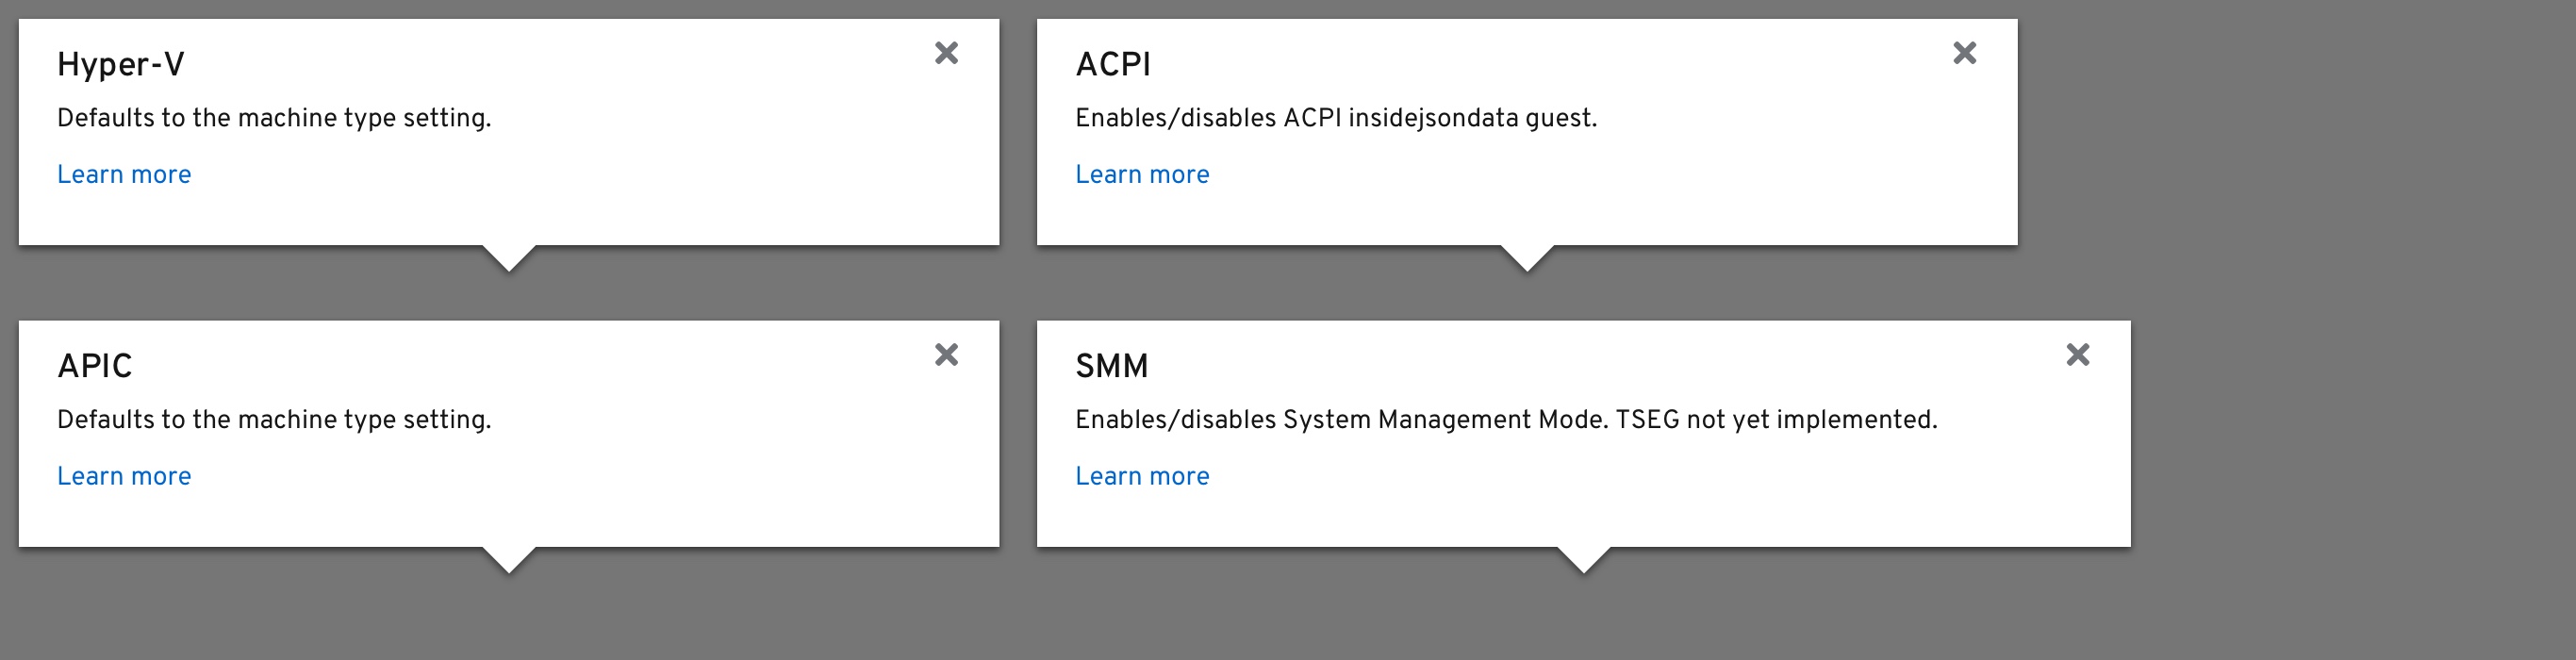 Hyper-V
Defaults to the machine type setting.
Learn more
ACPI
Enables/disables ACPI insidejsondata guest.
Learn more
APIC
Defaults to the machine type setting.
Learn more
SMM
Enables/disables System Management Mode. TSEG not yet implemented.
Learn more